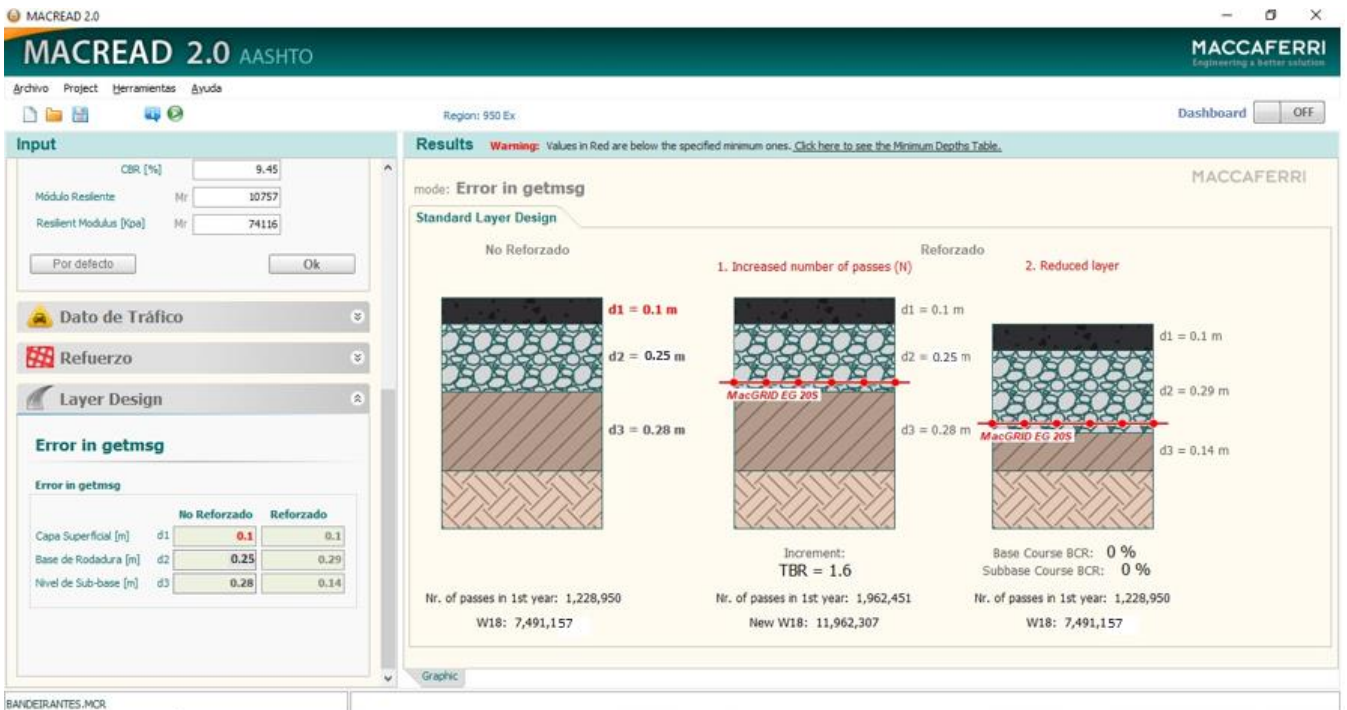 MACREAD 2.0
MACREAD 2.0 AASHTO
MACCAFERRI
Engineering a better solution
Archivo Project Herramientas Ayuda
Region: 950 Ex
Dashboard OFF
Input
CBR [%] 9.45
Módulo Resilente Mr 10757
Resilient Modulus [Kpa] Mr 74116
Por defecto Ok
Dato de Tráfico
Refuerzo
Layer Design
Error in getmsg
Error in getmsg
No Reforzado Reforzado
Capa Superficial [m] d1 0.1 0.1
Base de Rodadura [m] d2 0.25 0.29
Nivel de Sub-base [m] d3 0.28 0.14
Results Warning: Values in Red are below the specified minimum ones. Click here to see the Minimum Depths Table.
MACCAFERRI
mode: Error in getmsg
Standard Layer Design
No Reforzado
Reforzado
1. Increased number of passes (N)
2. Reduced layer
d1 = 0.1 m
d2 = 0.25 m
d3 = 0.28 m
d1 = 0.1 m
d2 = 0.25 m
MacGRID EG 20S
d3 = 0.28 m
d1 = 0.1 m
d2 = 0.29 m
MacGRID EG 20S
d3 = 0.14 m
Increment:
TBR = 1.6
Base Course BCR: 0 %
Subbase Course BCR: 0 %
Nr. of passes in 1st year: 1,228,950
W18: 7,491,157
Nr. of passes in 1st year: 1,962,451
New W18: 11,962,307
Nr. of passes in 1st year: 1,228,950
W18: 7,491,157
Graphic
BANDEIRANTES.MCR